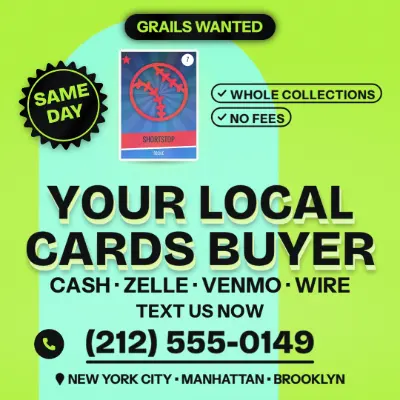 GRAILS WANTED
SAME
DAY
SHORTSTOP
WHOLE COLLECTIONS
NO FEES
YOUR LOCAL
CARDS BUYER
CASH · ZELLE · VENMO · WIRE
TEXT US NOW
(212) 555-0149
NEW YORK CITY · MANHATTAN · BROOKLYN